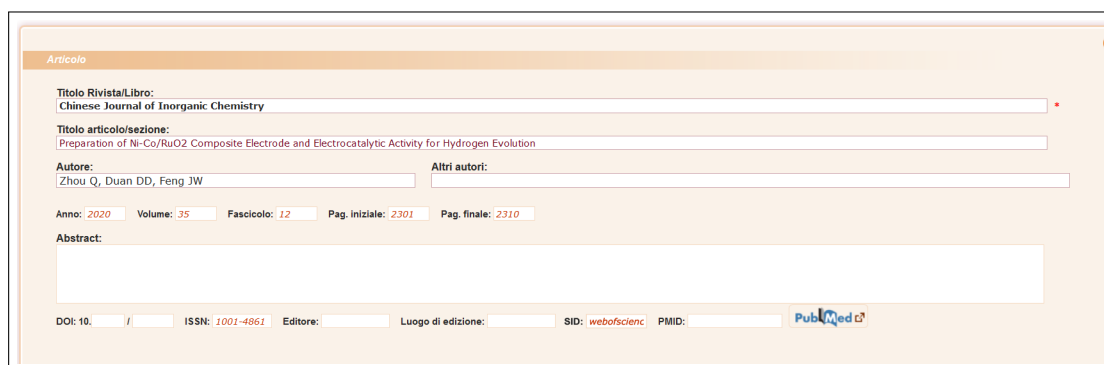 Articolo
Titolo Rivista/Libro:
Chinese Journal of Inorganic Chemistry *
Titolo articolo/sezione:
Preparation of Ni-Co/RuO2 Composite Electrode and Electrocatalytic Activity for Hydrogen Evolution
Autore: Altri autori:
Zhou Q, Duan DD, Feng JW
Anno: 2020 Volume: 35 Fascicolo: 12 Pag. iniziale: 2301 Pag. finale: 2310
Abstract:
DOI: 10. / ISSN: 1001-4861 Editore: Luogo di edizione: SID: webofscienc PMID: PubMed